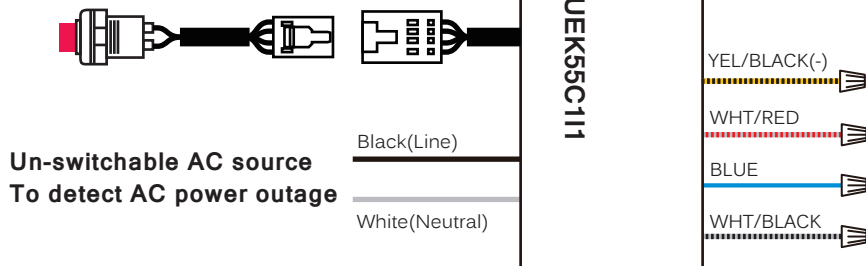 UEK55C1I1
YEL/BLACK(-)
WHT/RED
BLUE
WHT/BLACK
Black(Line)
Un-switchable AC source
To detect AC power outage
White(Neutral)